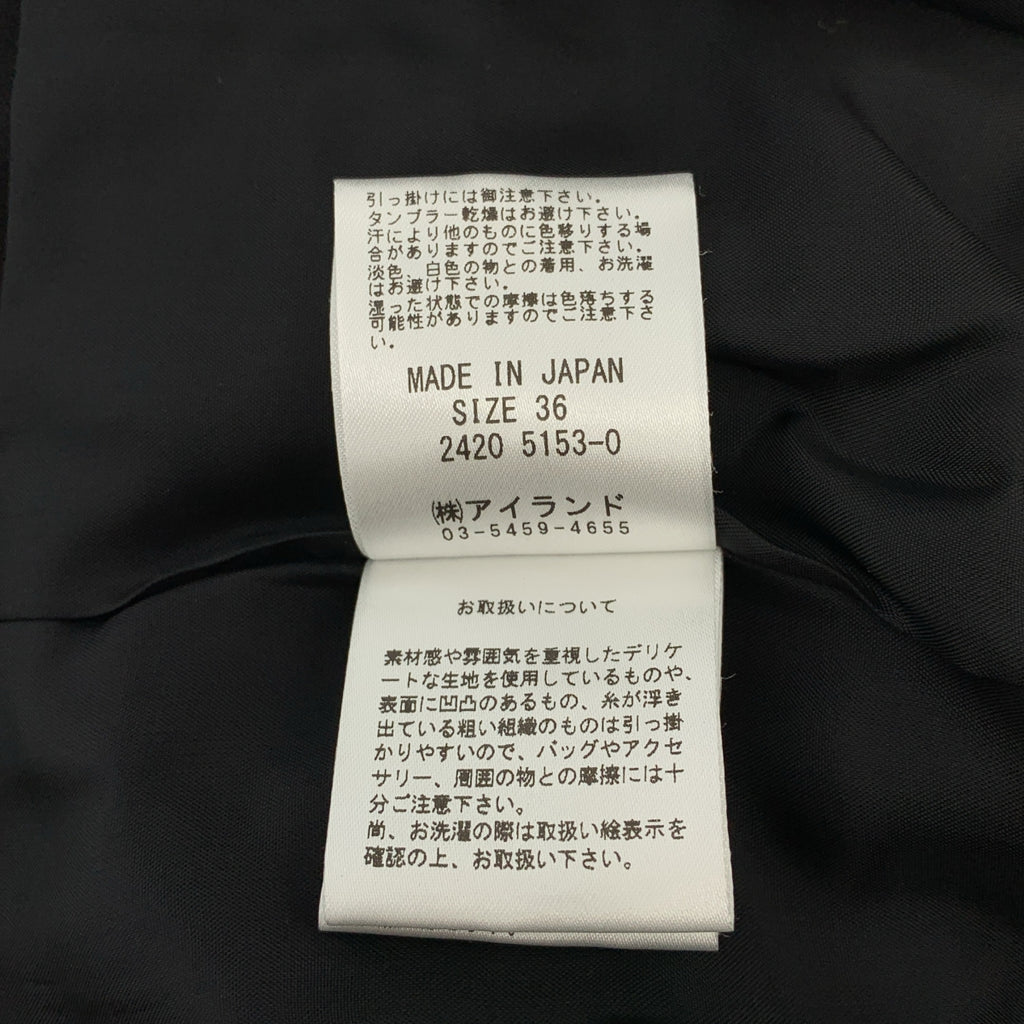 引っ掛けには御注意下さい。
タンブラー乾燥はお避け下さい。
汗により他のものに色移りする場
合がありますのでご注意下さい。
淡色、白色の物との着用、お洗濯
はお避け下さい。
湿った状態での摩擦は色落ちする
可能性がありますのでご注意下さ
い。
MADE IN JAPAN
SIZE 36
2420 5153-0
㈱アイランド
03-5459-4655
お取扱いについて
素材感や雰囲気を重視したデリケ
ートな生地を使用しているものや、
表面に凹凸のあるもの、糸が浮き
出ている粗い組織のものは引っ掛
かりやすいので、バッグやアクセ
サリー、周囲の物との摩擦には十
分ご注意下さい。
尚、お洗濯の際は取扱い絵表示を
確認の上、お取扱い下さい。